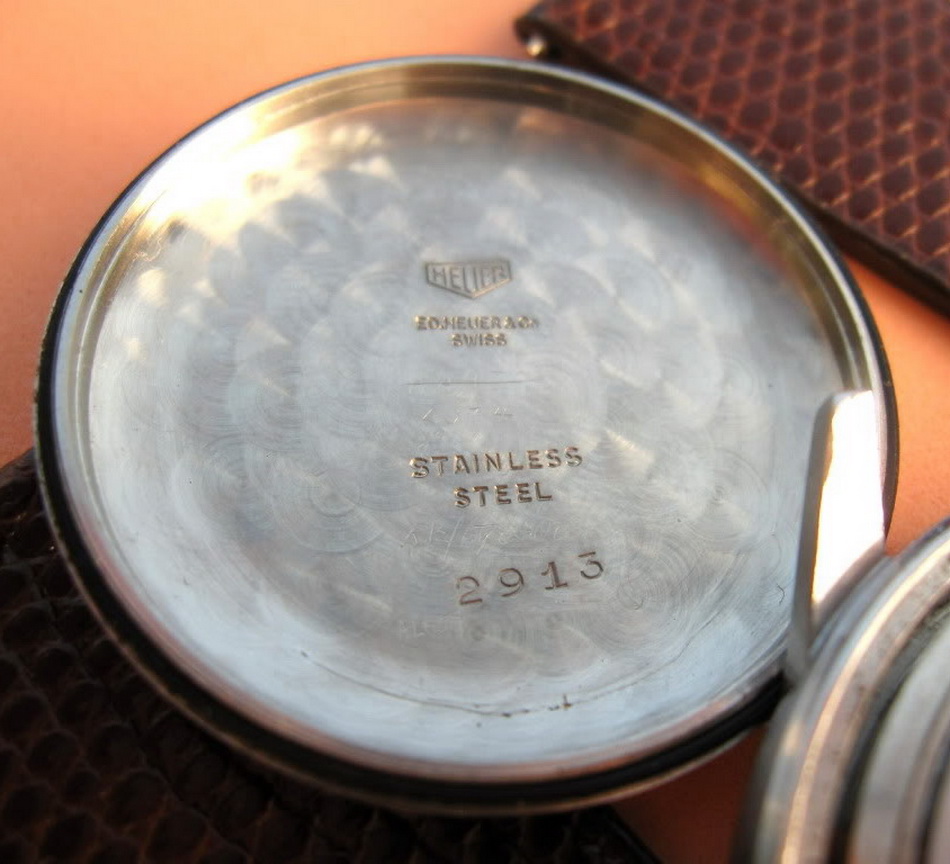 HEUER
ED.HEUER & Co
SWISS
STAINLESS
STEEL
2913